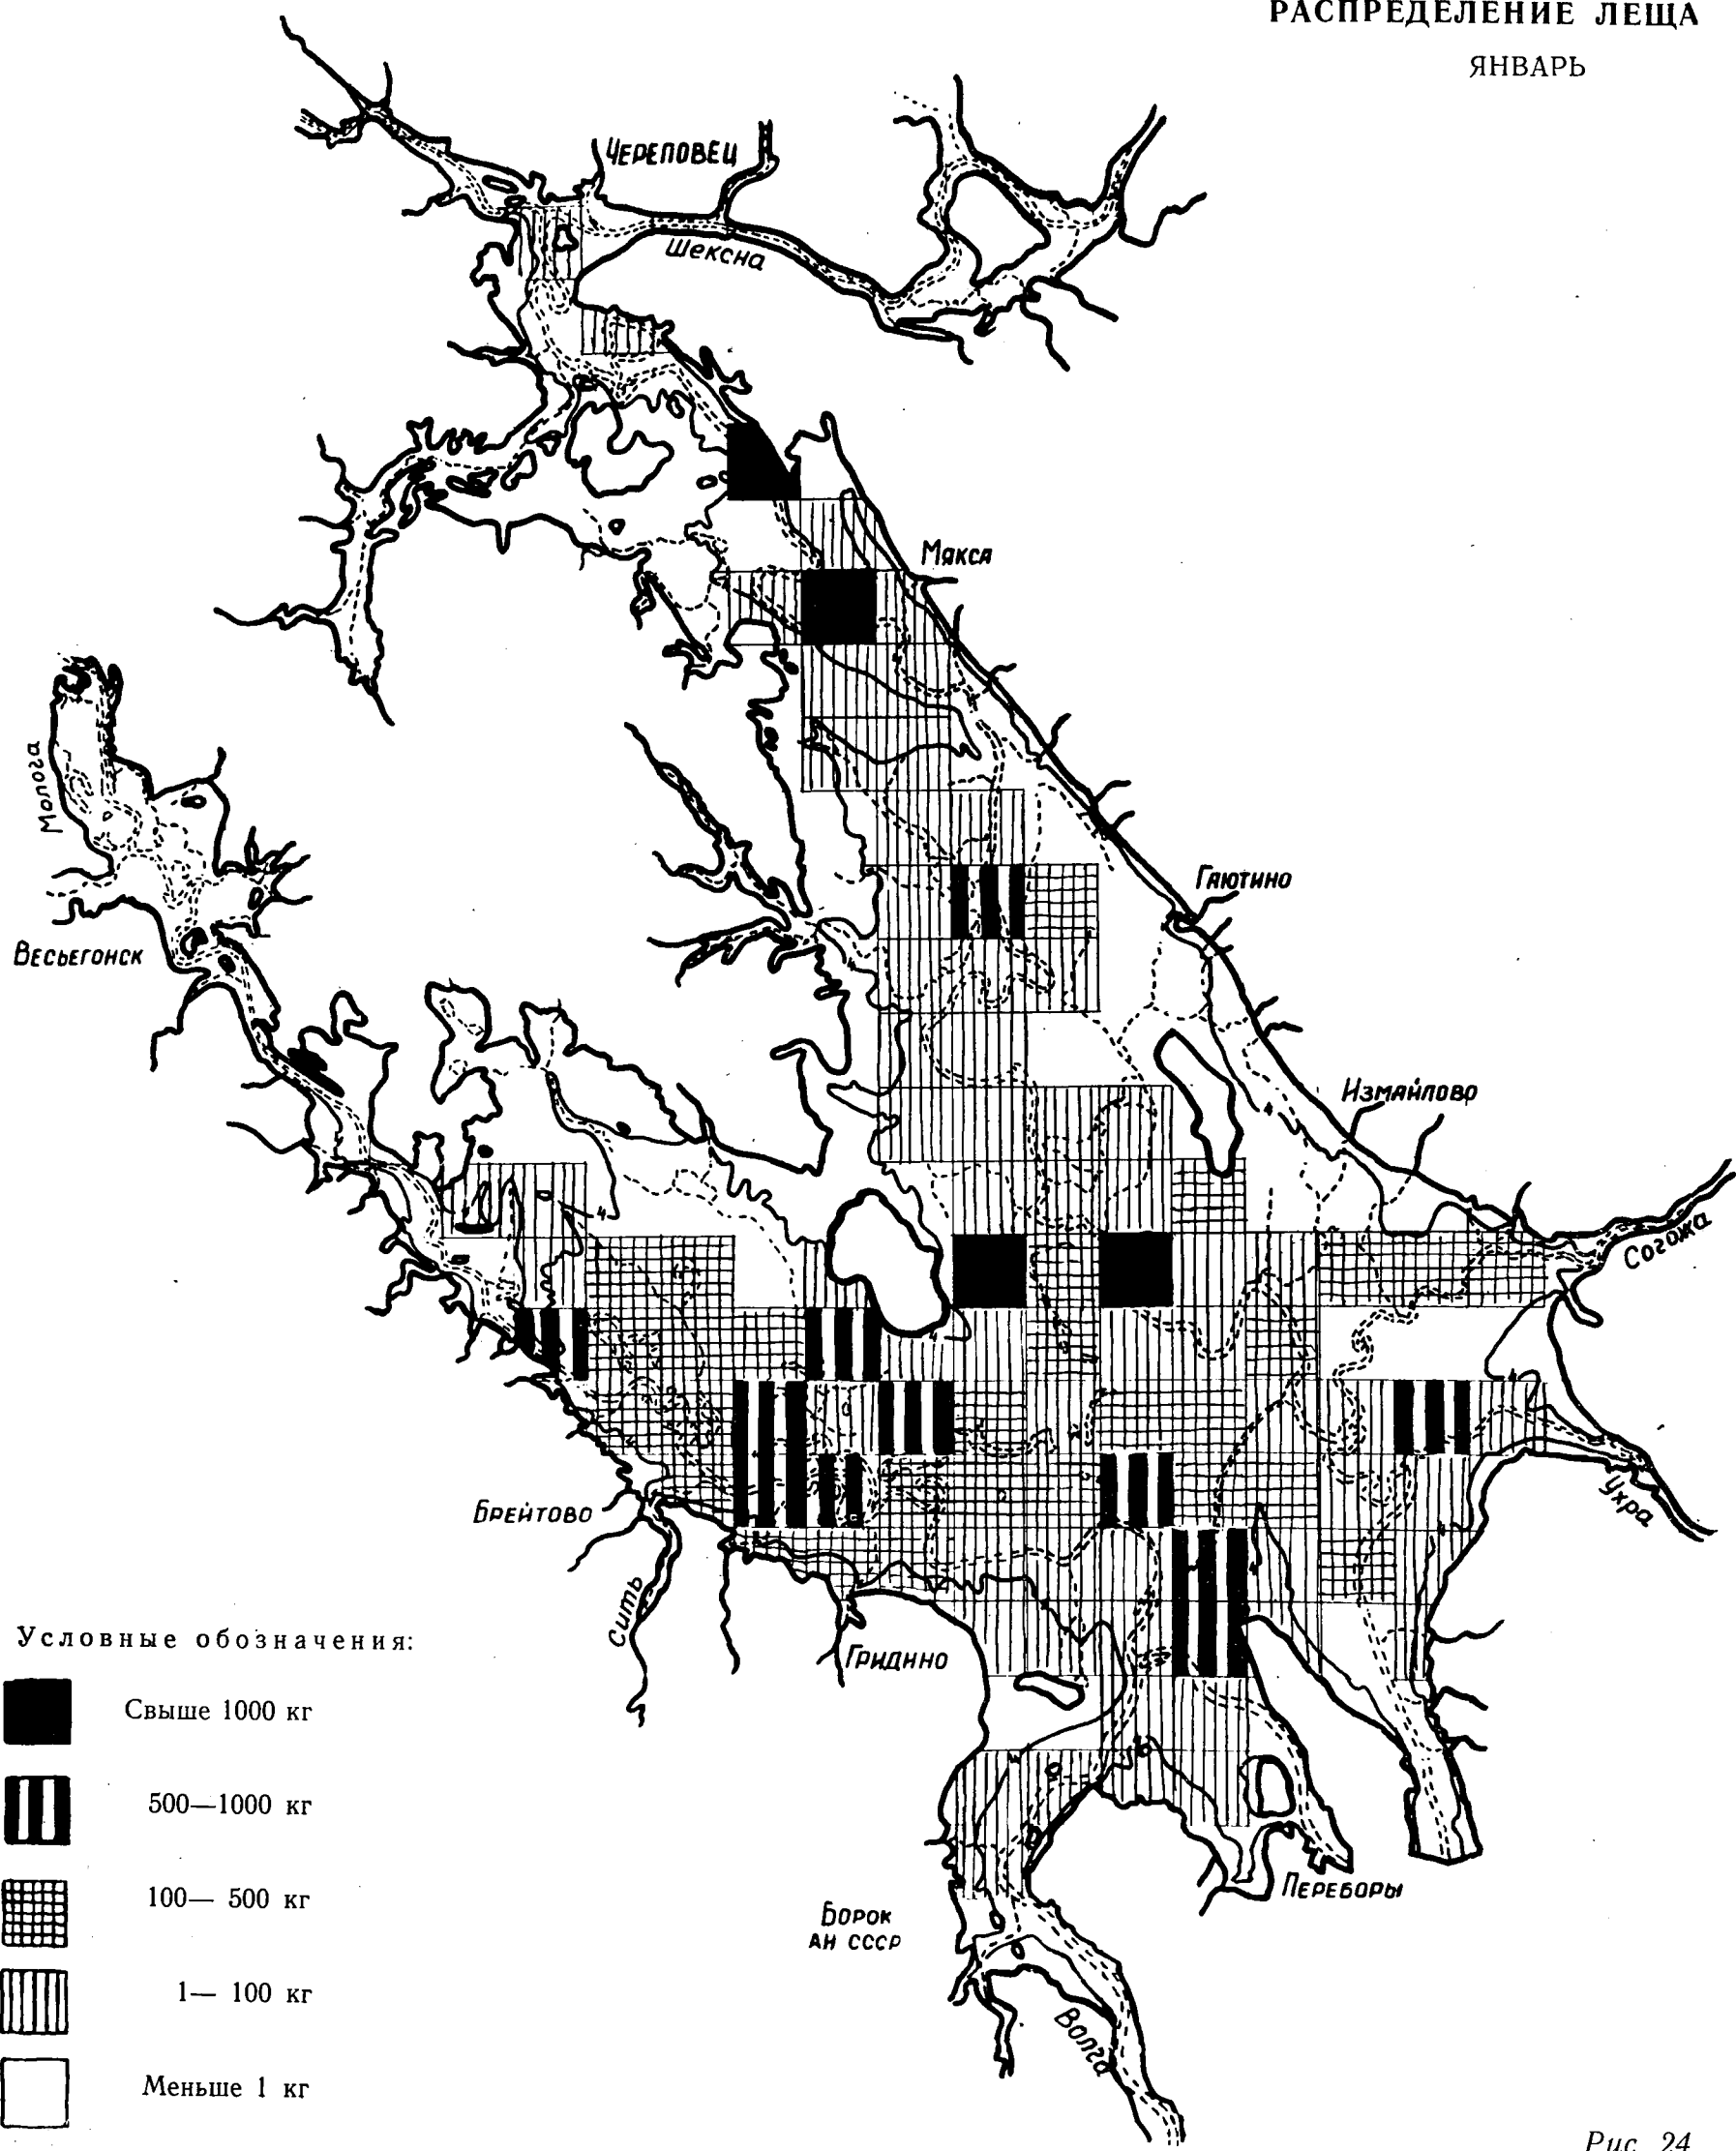 РАСПРЕДЕЛЕНИЕ ЛЕЩА
ЯНВАРЬ
ЧЕРЕПОВЕЦ
Шексна
Мякса
Молога
Гаютино
Весьегонск
Измайлово
Согожа
Ухра
Брейтово
Сить
Гридино
Условные обозначения:
Свыше 1000 кг
500—1000 кг
100— 500 кг
1— 100 кг
Меньше 1 кг
Переборы
Борок
АН СССР
Волга
Рис. 24